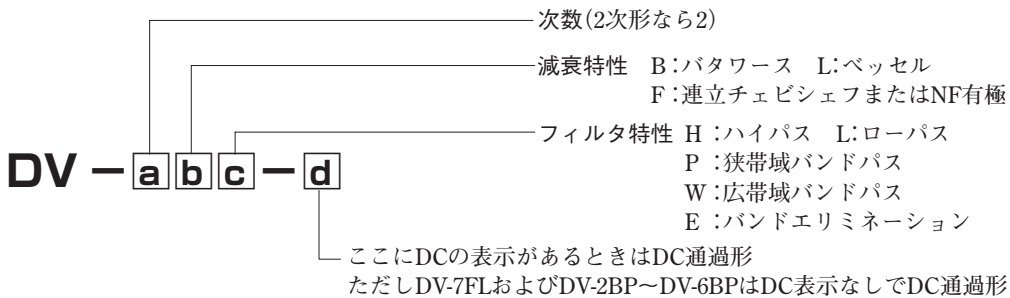 次数(2次形なら2)
減衰特性 B:バタワース L:ベッセル
F:連立チェビシェフまたはNF有極
フィルタ特性 H:ハイパス L:ローパス
P:狭帯域バンドパス
W:広帯域バンドパス
E:バンドエリミネーション
DV-abc-d
ここにDCの表示があるときはDC通過形
ただしDV-7FLおよびDV-2BP〜DV-6BPはDC表示なしでDC通過形